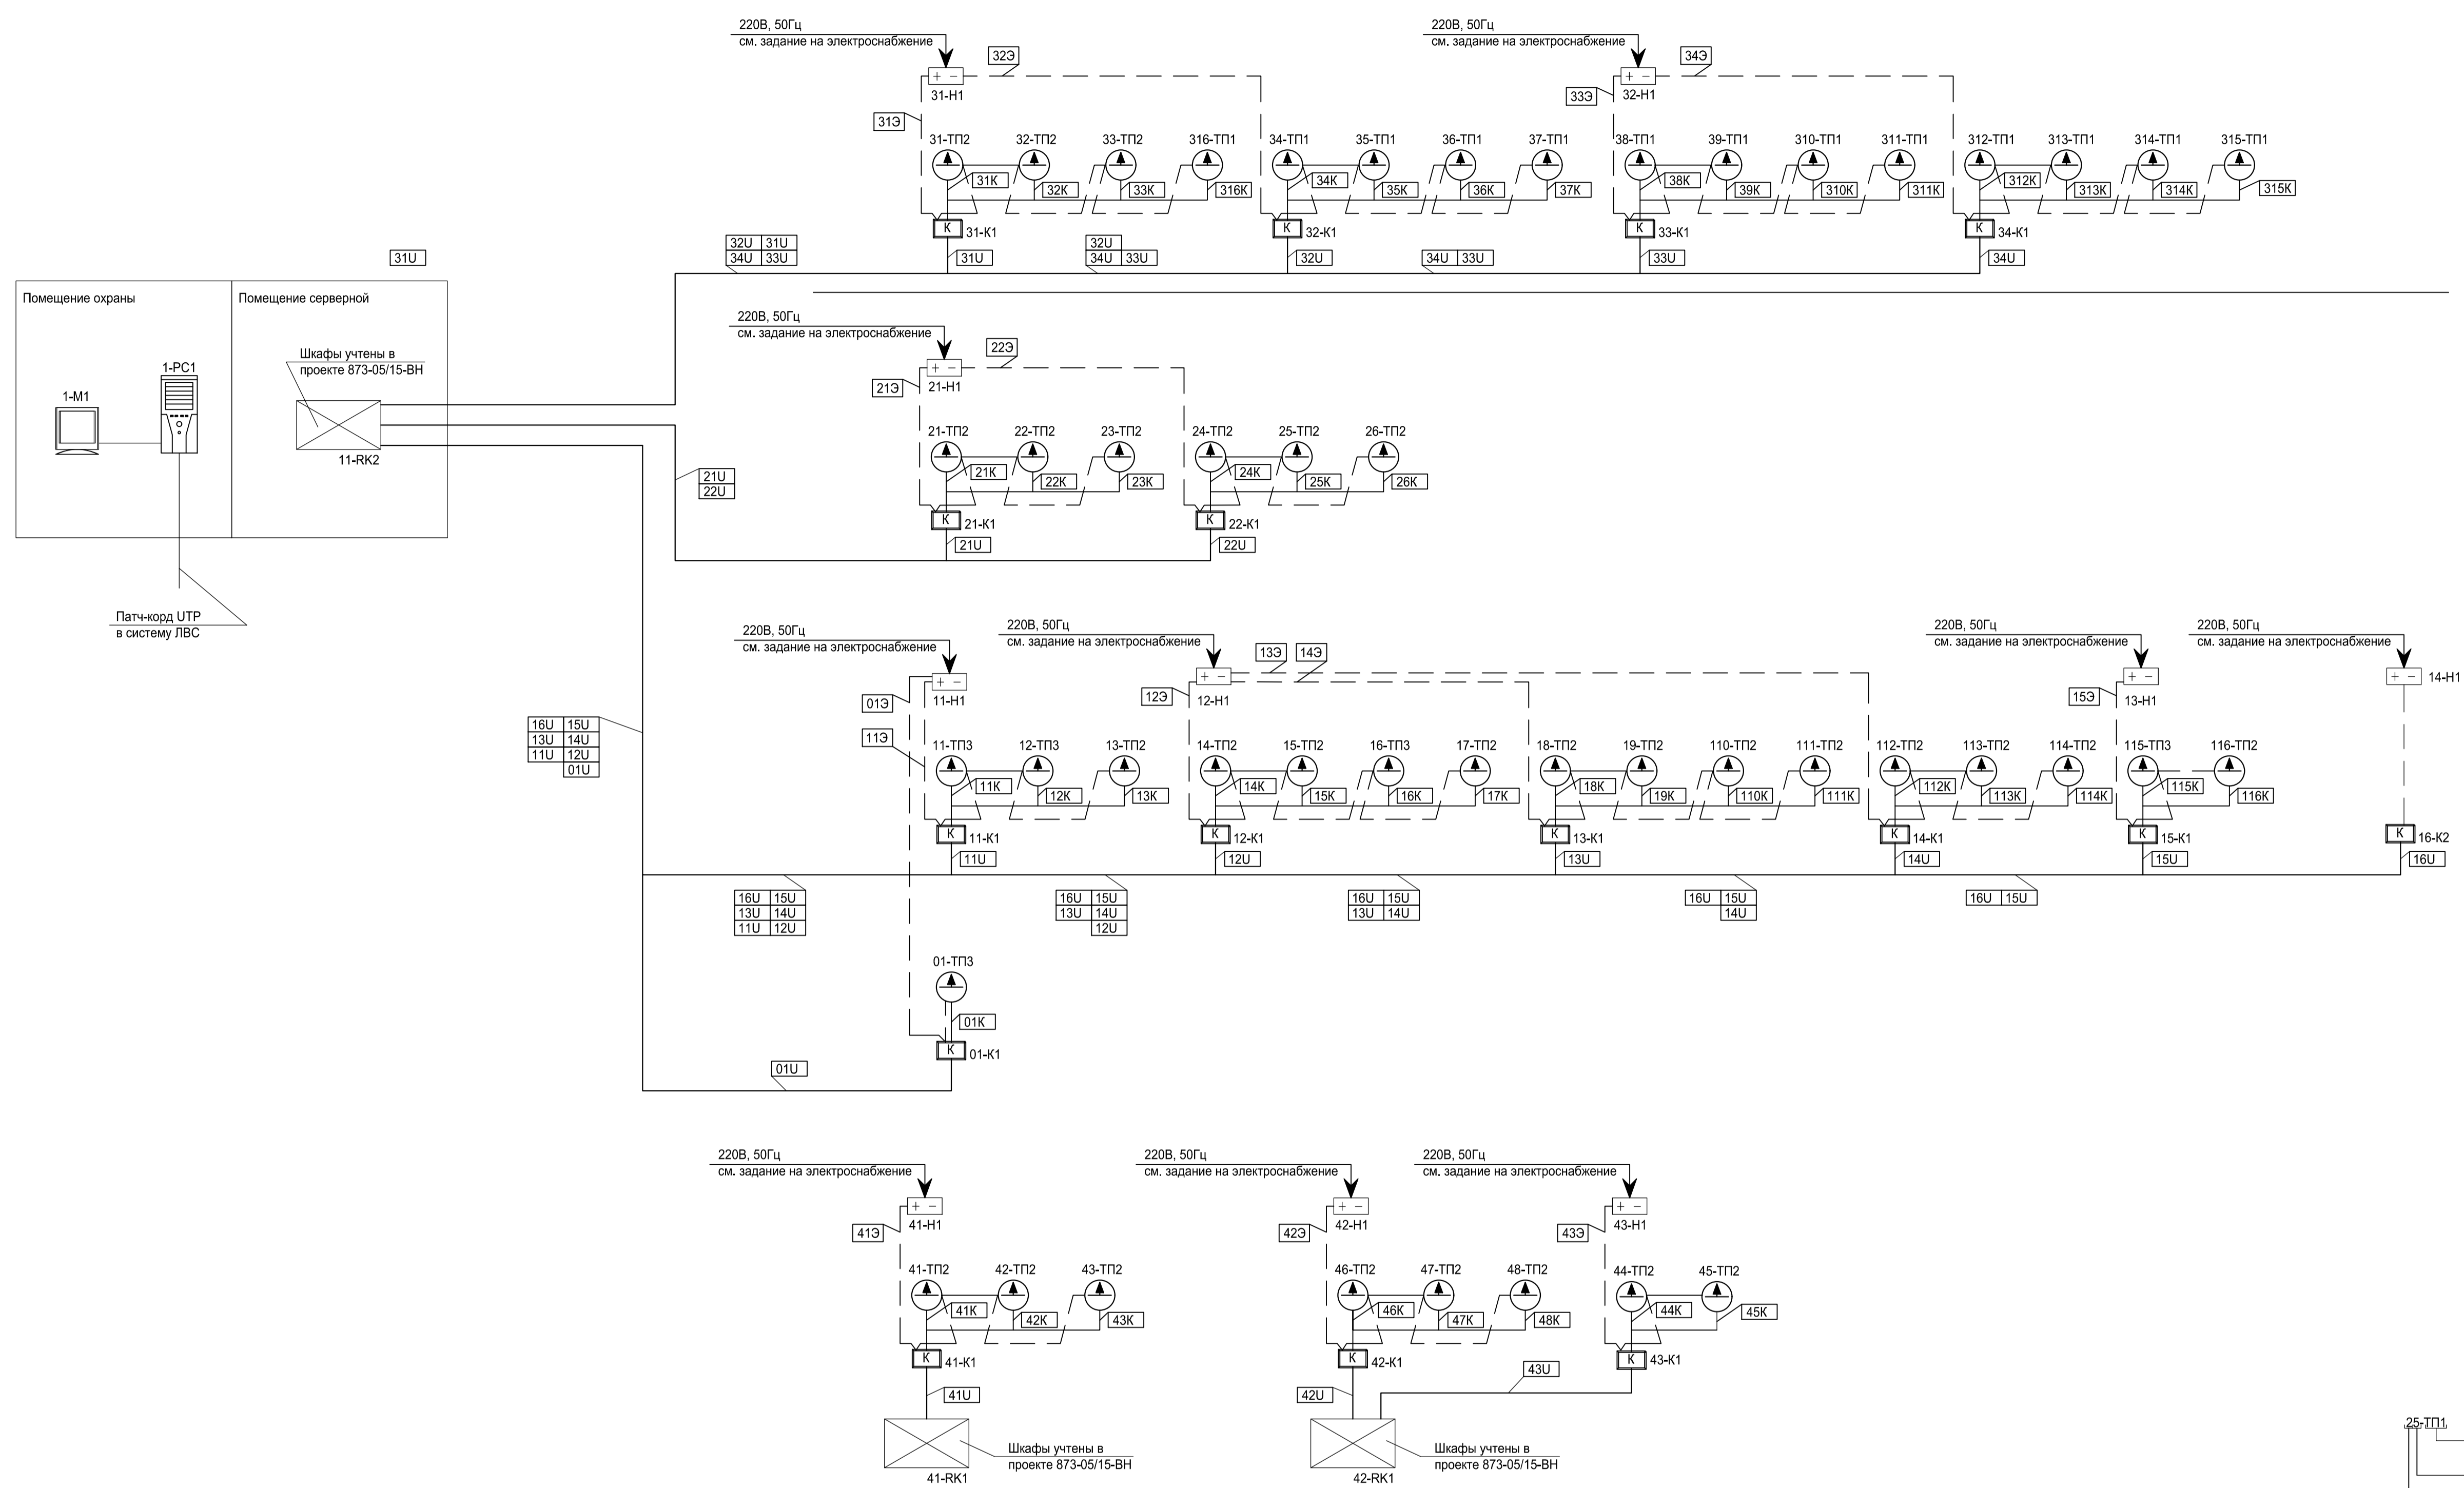 220В, 50Гц
см. задание на электроснабжение
32Э
31-Н1
31Э
31-ТП2 32-ТП2 33-ТП2 316-ТП1 34-ТП1 35-ТП1 36-ТП1 37-ТП1
31К 32К 33К 316К 34К 35К 36К 37К
К 31-К1
К 32-К1
32U 31U
34U 33U
31U
32U
34U 33U
32U
34U 33U
220В, 50Гц
см. задание на электроснабжение
34Э
33Э
32-Н1
38-ТП1 39-ТП1 310-ТП1 311-ТП1 312-ТП1 313-ТП1 314-ТП1 315-ТП1
38К 39К 310К 311К 312К 313К 314К 315К
К 33-К1
К 34-К1
33U
34U
31U
Помещение охраны
Помещение серверной
1-М1
1-РС1
Шкафы учтены в
проекте 873-05/15-ВН
11-RK2
Патч-корд UTP
в систему ЛВС
220В, 50Гц
см. задание на электроснабжение
22Э
21Э
21-Н1
21-ТП2 22-ТП2 23-ТП2 24-ТП2 25-ТП2 26-ТП2
21К 22К 23К 24К 25К 26К
21U
22U
К 21-К1
К 22-К1
21U
22U
220В, 50Гц
см. задание на электроснабжение
01Э
11-Н1
11Э
220В, 50Гц
см. задание на электроснабжение
13Э 14Э
12Э
12-Н1
220В, 50Гц
см. задание на электроснабжение
15Э
13-Н1
220В, 50Гц
см. задание на электроснабжение
14-Н1
16U 15U
13U 14U
11U 12U
01U
11-ТП3 12-ТП3 13-ТП2 14-ТП2 15-ТП2 16-ТП3 17-ТП2 18-ТП2 19-ТП2 110-ТП2 111-ТП2 112-ТП2 113-ТП2 114-ТП2 115-ТП3 116-ТП2
11К 12К 13К 14К 15К 16К 17К 18К 19К 110К 111К 112К 113К 114К 115К 116К
К 11-К1
К 12-К1
К 13-К1
К 14-К1
К 15-К1
К 16-К2
11U
12U
13U
14U
15U
16U
16U 15U
13U 14U
11U 12U
16U 15U
13U 14U
12U
16U 15U
13U 14U
16U 15U
14U
16U 15U
01-ТП3
01К
К 01-К1
01U
220В, 50Гц
см. задание на электроснабжение
41Э
41-Н1
41-ТП2 42-ТП2 43-ТП2
41К 42К 43К
К 41-К1
41U
Шкафы учтены в
проекте 873-05/15-ВН
41-RK1
220В, 50Гц
см. задание на электроснабжение
42Э
42-Н1
46-ТП2 47-ТП2 48-ТП2
46К 47К 48К
К 42-К1
42U
220В, 50Гц
см. задание на электроснабжение
43Э
43-Н1
44-ТП2 45-ТП2
44К 45К
К 43-К1
43U
Шкафы учтены в
проекте 873-05/15-ВН
42-RK1
25-ТП1